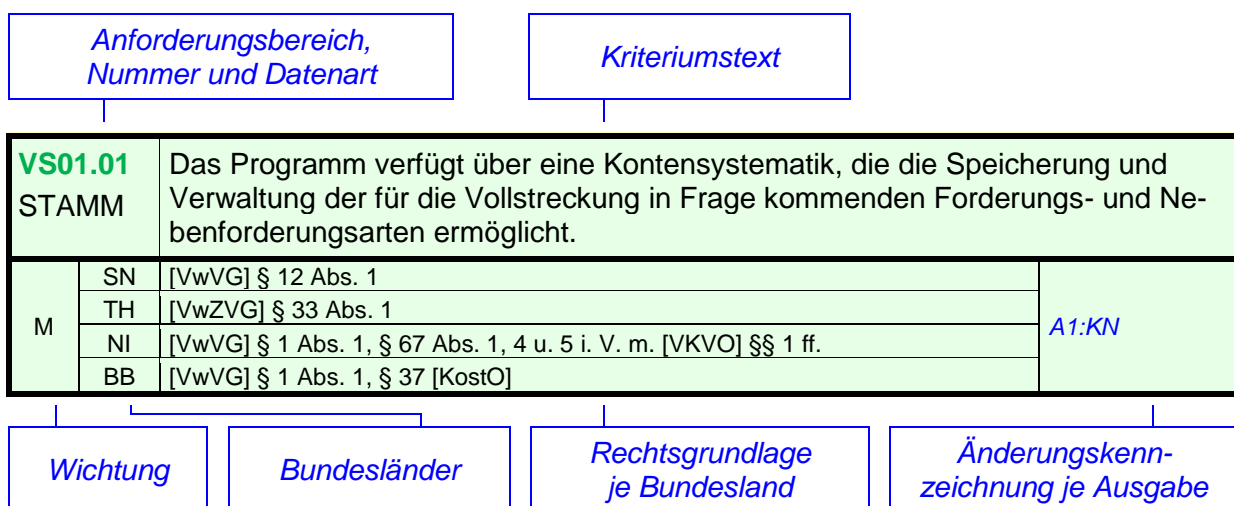 Anforderungsbereich,
Nummer und Datenart
Kriteriumstext
VS01.01
STAMM
Das Programm verfügt über eine Kontensystematik, die die Speicherung und
Verwaltung der für die Vollstreckung in Frage kommenden Forderungs- und Ne-
benforderungsarten ermöglicht.
M
SN [VwVG] § 12 Abs. 1
TH [VwZVG] § 33 Abs. 1
NI [VwVG] § 1 Abs. 1, § 67 Abs. 1, 4 u. 5 i. V. m. [VKVO] §§ 1 ff.
BB [VwVG] § 1 Abs. 1, § 37 [KostO]
A1:KN
Wichtung
Bundesländer
Rechtsgrundlage
je Bundesland
Änderungskenn-
zeichnung je Ausgabe